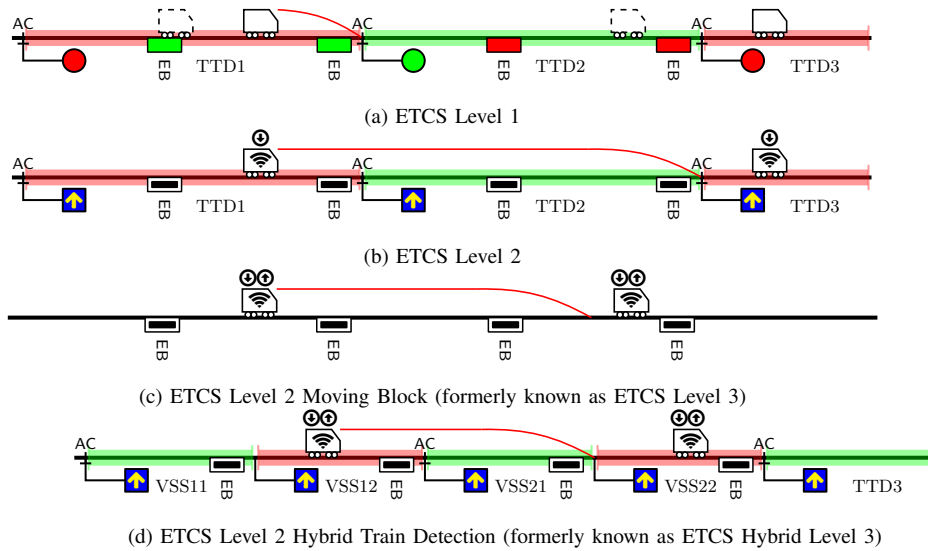 AC AC AC
EB TTD1 EB EB TTD2 EB TTD3
(a) ETCS Level 1
AC AC AC
EB TTD1 EB EB TTD2 EB TTD3
(b) ETCS Level 2
EB EB EB EB
(c) ETCS Level 2 Moving Block (formerly known as ETCS Level 3)
AC AC AC
VSS11 EB VSS12 EB VSS21 EB VSS22 EB TTD3
(d) ETCS Level 2 Hybrid Train Detection (formerly known as ETCS Hybrid Level 3)